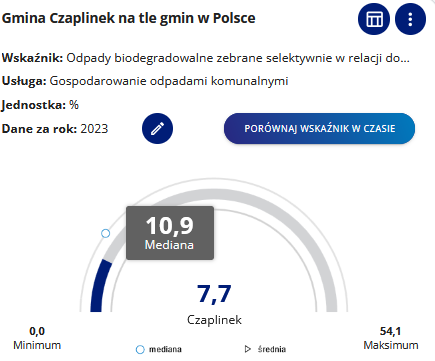 Gmina Czaplinek na tle gmin w Polsce
Wskaźnik: Odpady biodegradowalne zebrane selektywnie w relacji do...
Usługa: Gospodarowanie odpadami komunalnymi
Jednostka: %
Dane za rok: 2023
PORÓWNAJ WSKAŹNIK W CZASIE
10,9
Mediana
7,7
Czaplinek
0,0
Minimum
54,1
Maksimum
mediana
średnia